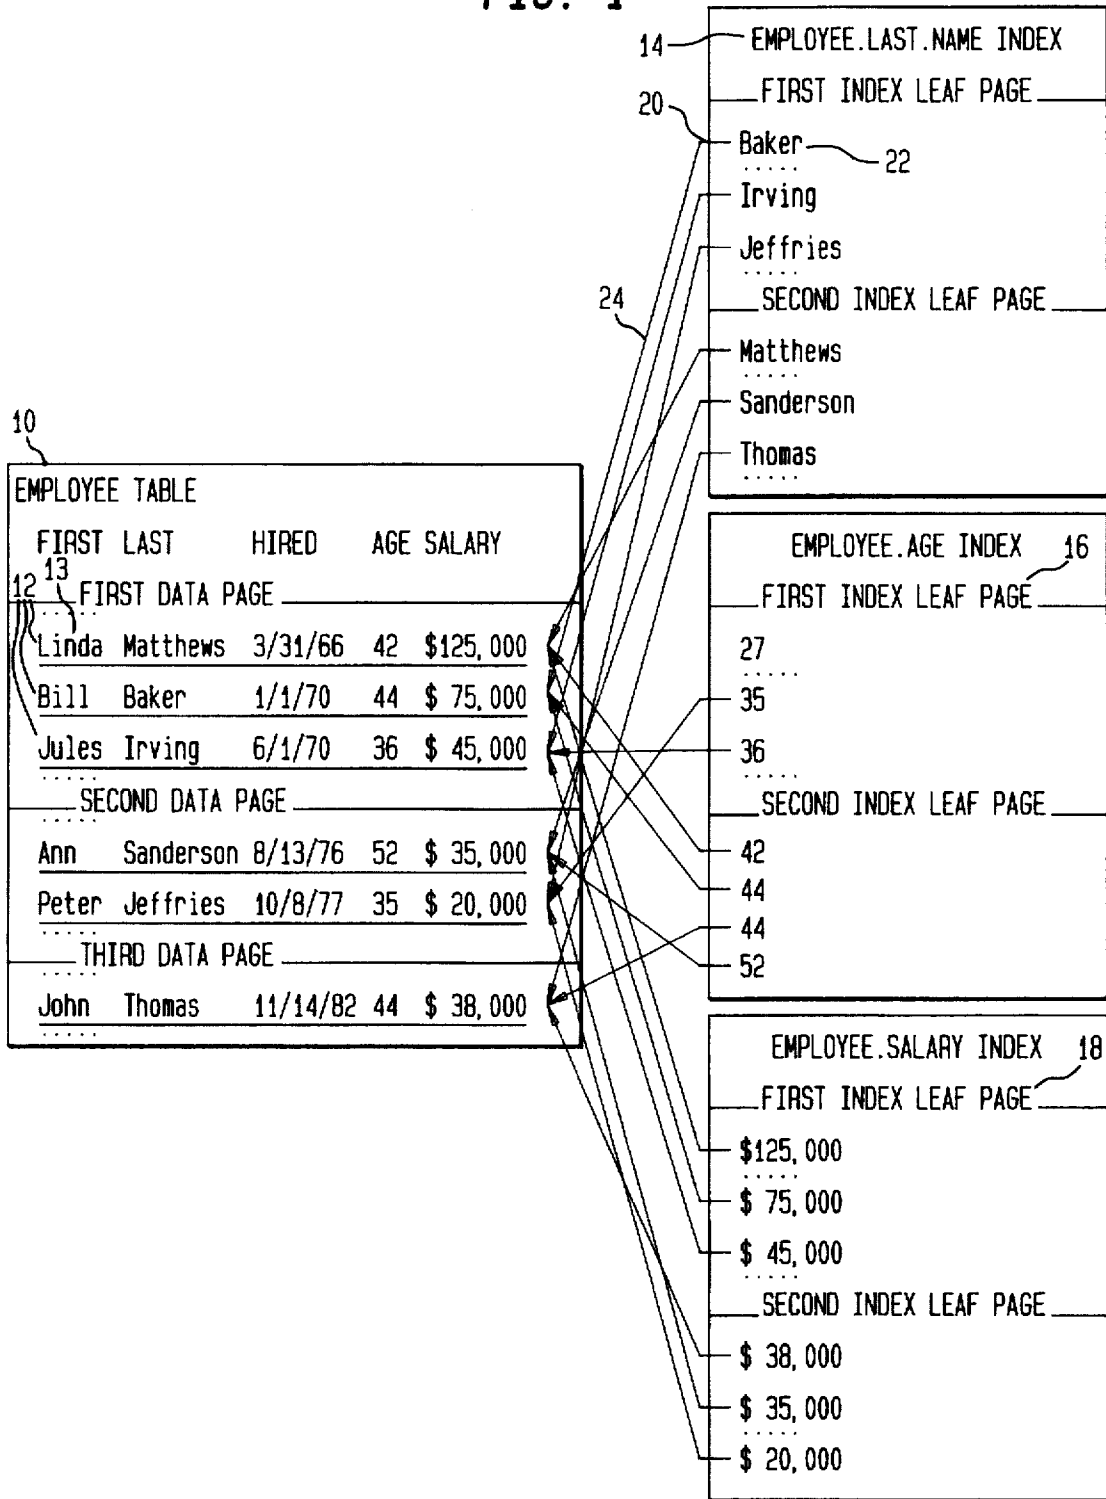 FIG. 1
10
EMPLOYEE TABLE
FIRST LAST HIRED AGE SALARY
12 13
FIRST DATA PAGE
Linda Matthews 3/31/66 42 $125,000
Bill Baker 1/1/70 44 $ 75,000
Jules Irving 6/1/70 36 $ 45,000
SECOND DATA PAGE
Ann Sanderson 8/13/76 52 $ 35,000
Peter Jeffries 10/8/77 35 $ 20,000
THIRD DATA PAGE
John Thomas 11/14/82 44 $ 38,000
14
EMPLOYEE.LAST.NAME INDEX
FIRST INDEX LEAF PAGE
20
Baker
22
Irving
Jeffries
24
SECOND INDEX LEAF PAGE
Matthews
Sanderson
Thomas
EMPLOYEE.AGE INDEX 16
FIRST INDEX LEAF PAGE
27
35
36
SECOND INDEX LEAF PAGE
42
44
44
52
EMPLOYEE.SALARY INDEX 18
FIRST INDEX LEAF PAGE
$125,000
$ 75,000
$ 45,000
SECOND INDEX LEAF PAGE
$ 38,000
$ 35,000
$ 20,000